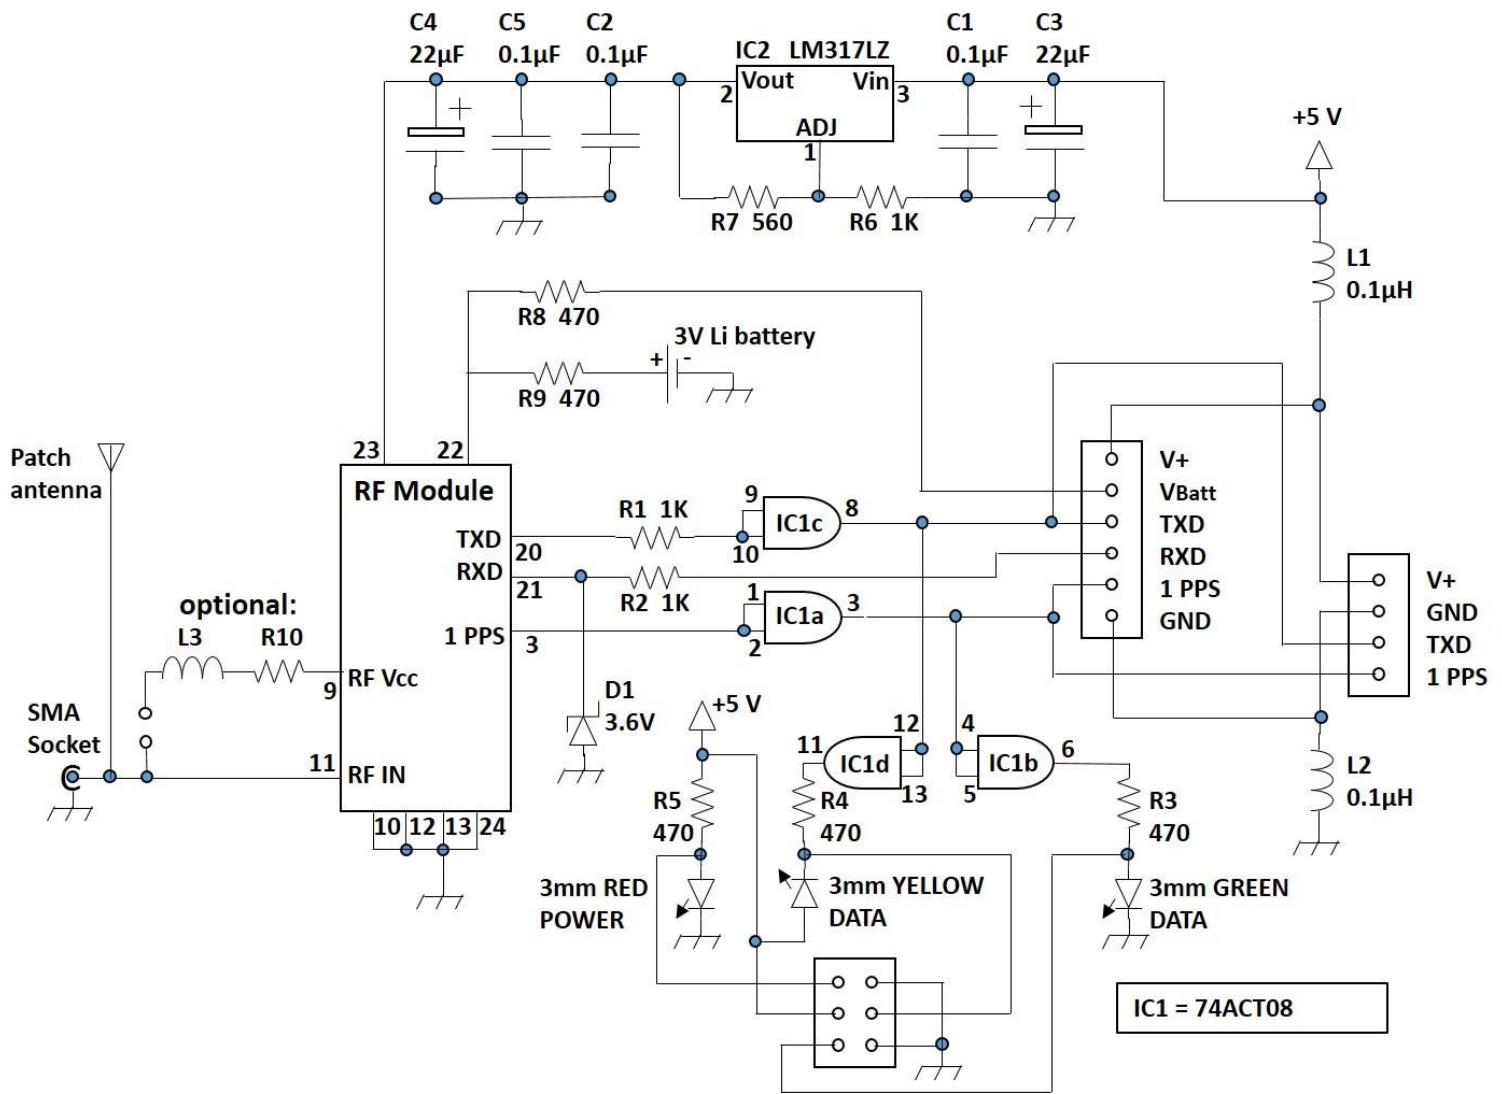 C4
22µF
C5
0.1µF
C2
0.1µF
IC2 LM317LZ
C1
0.1µF
C3
22µF
2
Vout
Vin
3
ADJ
1
+
+
+5 V
R7 560
R6 1K
L1
0.1µH
R8 470
3V Li battery
+
-
R9 470
23
22
Patch
antenna
RF Module
TXD
20
RXD
21
1 PPS
3
R1 1K
9
10
IC1c
8
R2 1K
1
2
IC1a
3
V+
VBatt
TXD
RXD
1 PPS
GND
V+
GND
TXD
1 PPS
optional:
L3
R10
RF Vcc
9
SMA
Socket
11
RF IN
10
12
13
24
D1
3.6V
+5 V
11
IC1d
12
13
4
5
IC1b
6
R5
470
R4
470
R3
470
L2
0.1µH
3mm RED
POWER
3mm YELLOW
DATA
3mm GREEN
DATA
IC1 = 74ACT08